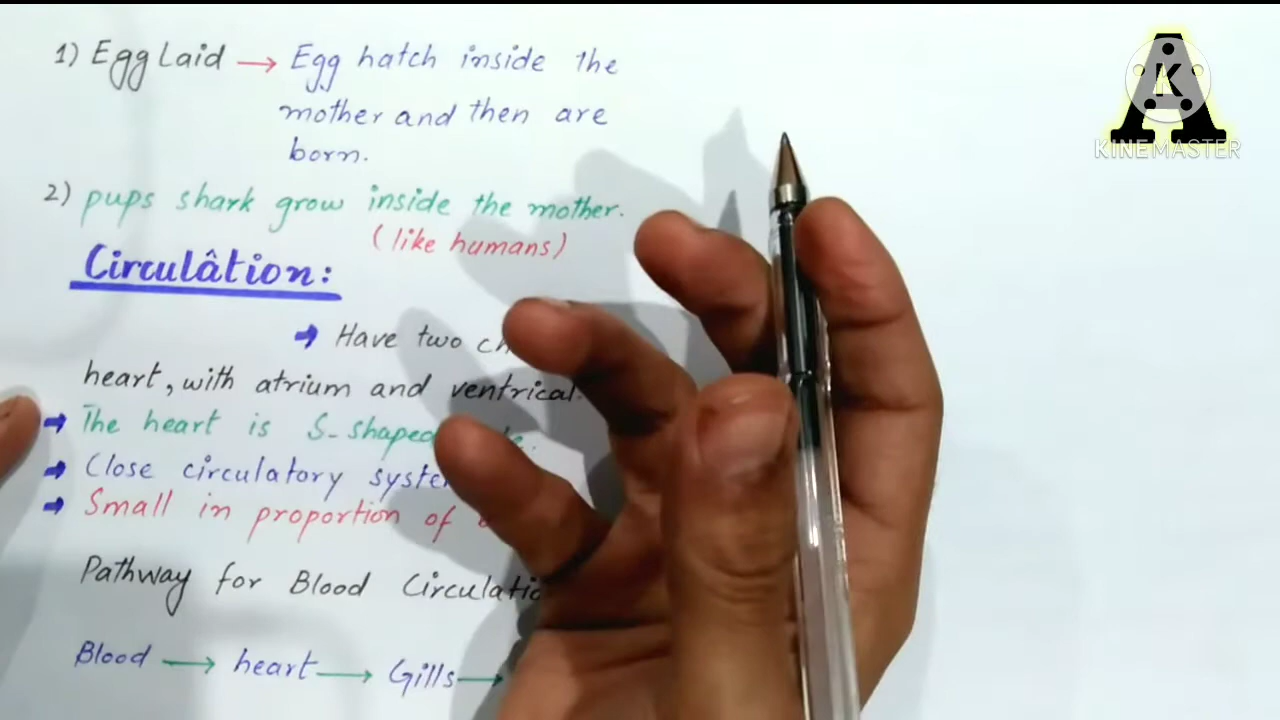 1) Egg Laid → Egg hatch inside the
mother and then are
born.
2) pups shark grow inside the mother.
(like humans)
Circulâtion:
→ Have two
heart, with atrium and ventrical.
→ The heart is S-shaped
→ Close circulatory
→ Small in proportion of
Pathway for Blood
Blood → heart → Gills →
A
K
KINEMASTER